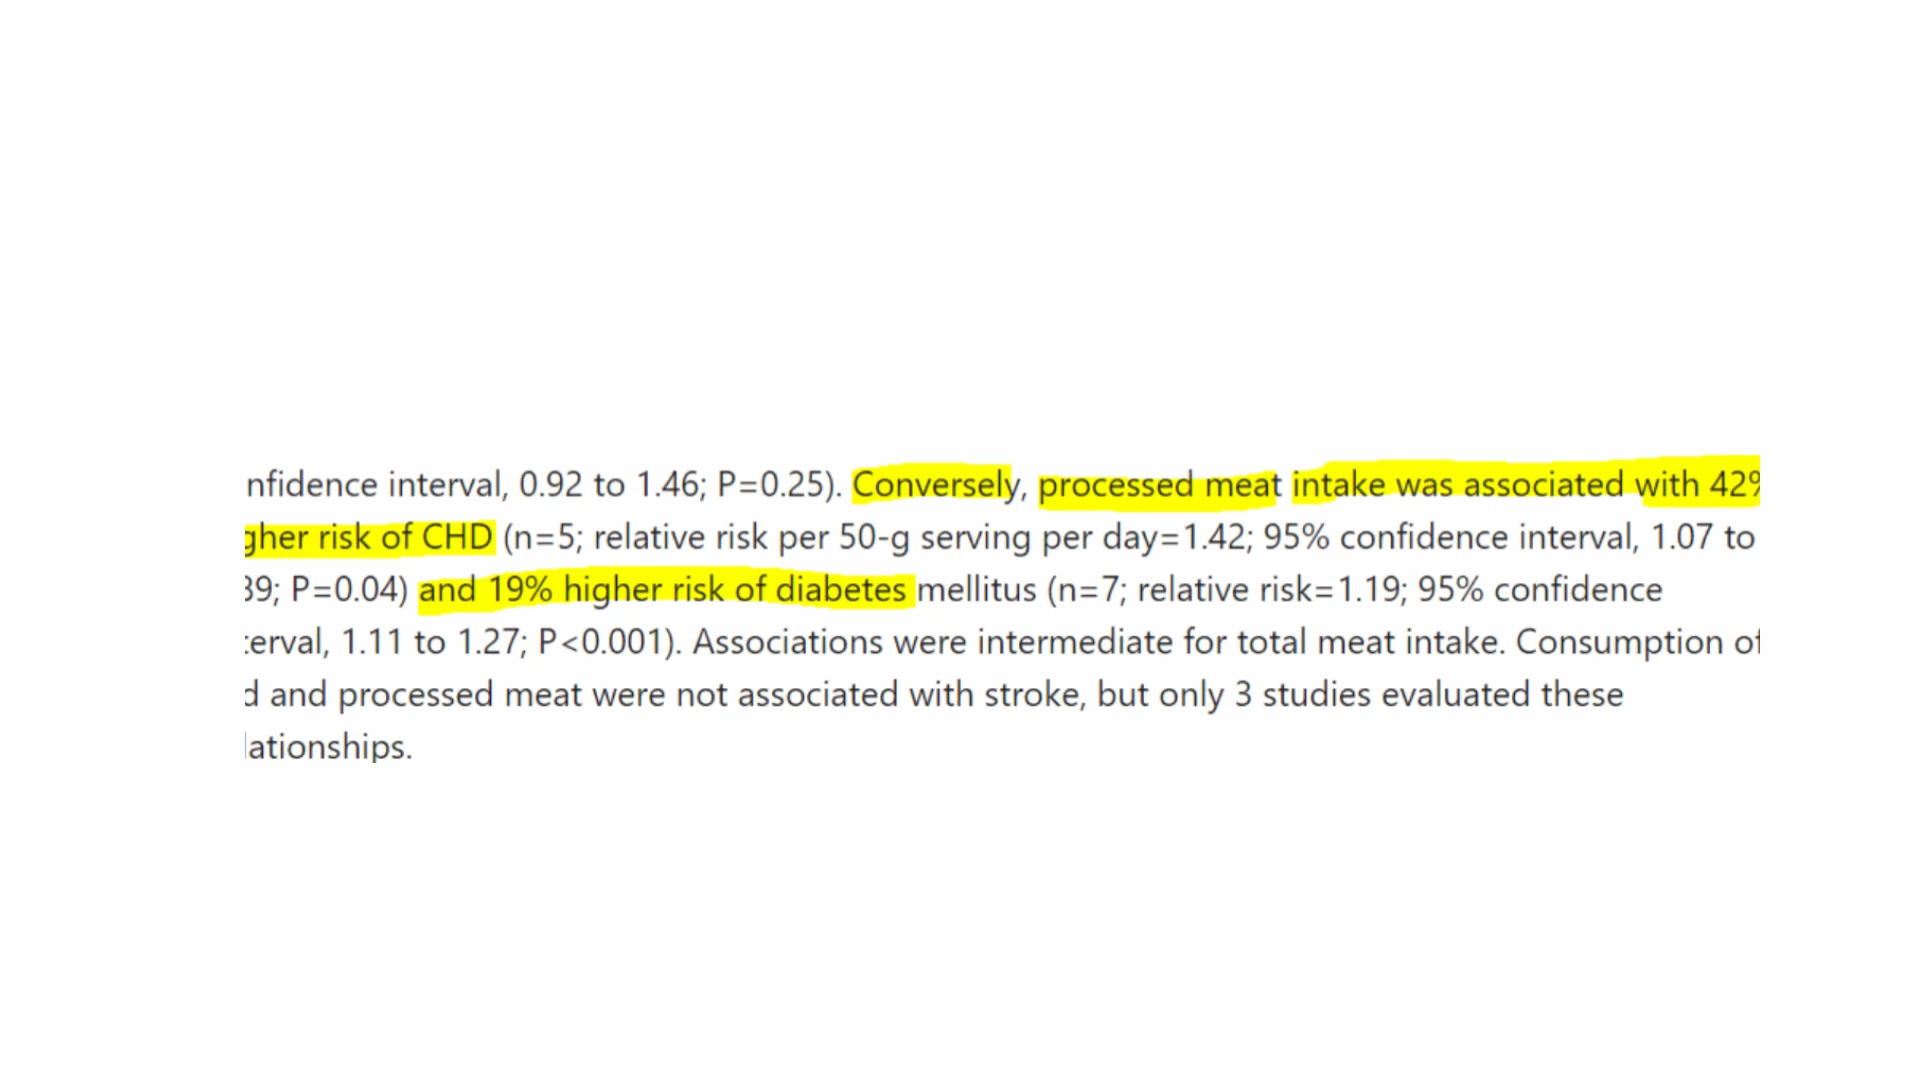 nfidence interval, 0.92 to 1.46; P=0.25). Conversely, processed meat intake was associated with 42%
gher risk of CHD (n=5; relative risk per 50-g serving per day=1.42; 95% confidence interval, 1.07 to
39; P=0.04) and 19% higher risk of diabetes mellitus (n=7; relative risk=1.19; 95% confidence
terval, 1.11 to 1.27; P<0.001). Associations were intermediate for total meat intake. Consumption of
d and processed meat were not associated with stroke, but only 3 studies evaluated these
lationships.